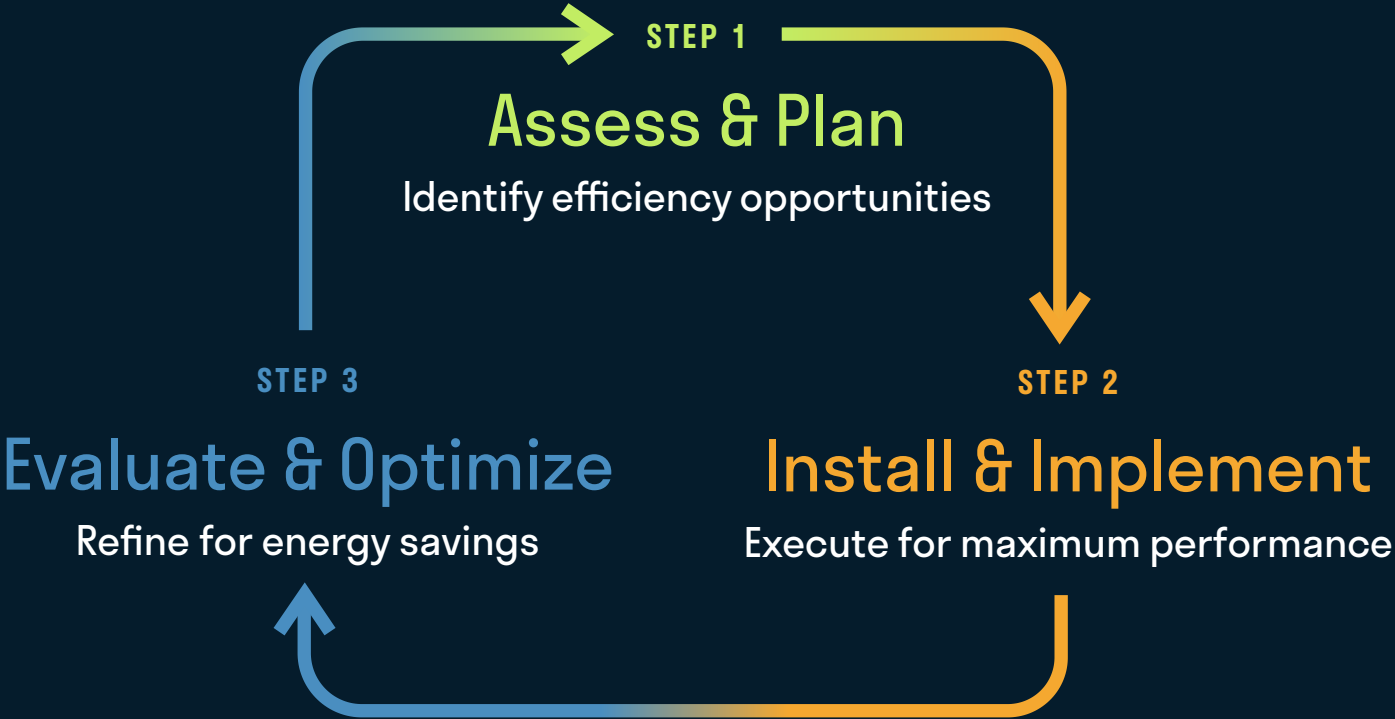 STEP 1
Assess & Plan
Identify efficiency opportunities
STEP 2
Install & Implement
Execute for maximum performance
STEP 3
Evaluate & Optimize
Refine for energy savings